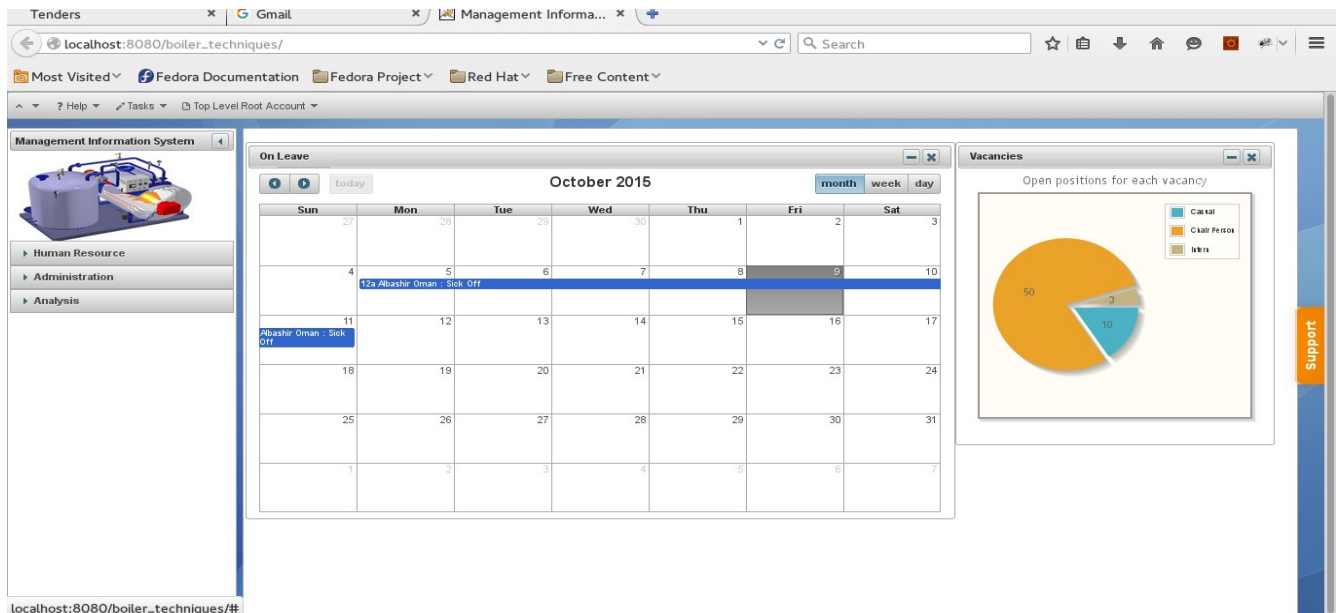 Tenders × Gmail × Management Informa... ×
localhost:8080/boiler_techniques/ Search
Most Visited Fedora Documentation Fedora Project Red Hat Free Content
? Help Tasks Top Level Root Account
Management Information System
Human Resource
Administration
Analysis
On Leave
today October 2015 month week day
Sun Mon Tue Wed Thu Fri Sat
27 28 29 30 1 2 3
4 5 6 7 8 9 10
12a Albashir Oman : Sick Off
11 12 13 14 15 16 17
Albashir Oman : Sick
Off
18 19 20 21 22 23 24
25 26 27 28 29 30 31
1 2 3 4 5 6 7
Vacancies
Open positions for each vacancy
Casual
Chair Person
Intern
50
3
10
Support
localhost:8080/boiler_techniques/#